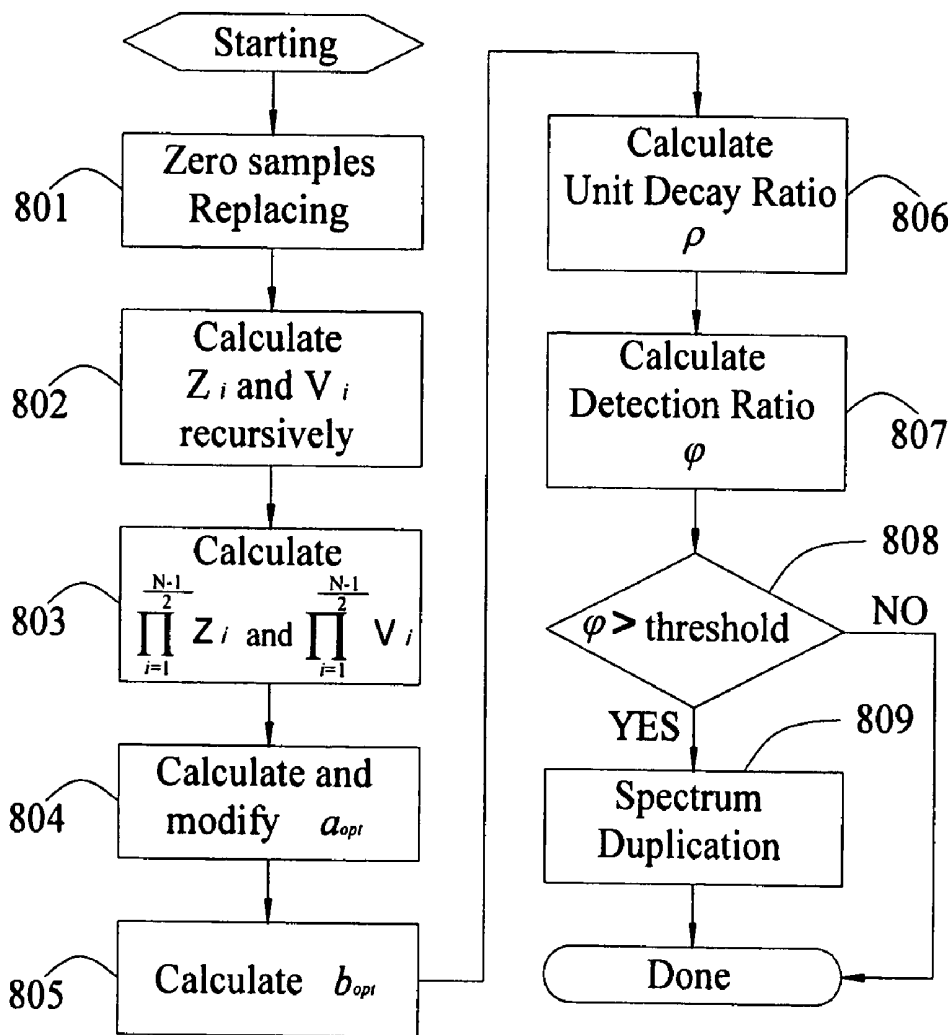 Starting
801
Zero samples
Replacing
802
Calculate
Z i and V i
recursively
803
Calculate
N-1
2
∏ Z i and ∏ V i
i=1
N-1
2
i=1
804
Calculate and
modify a opt
805
Calculate b opt
Calculate
Unit Decay Ratio
ρ
806
Calculate
Detection Ratio
φ
807
808
φ > threshold
NO
YES
809
Spectrum
Duplication
Done